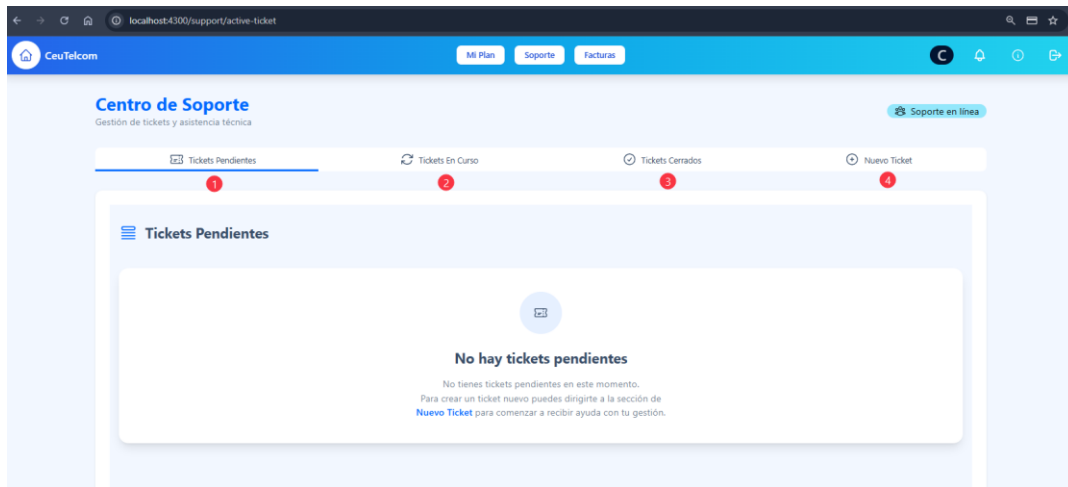 localhost:4300/support/active-ticket
CeuTelcom
Mi Plan Soporte Facturas
C
Centro de Soporte
Gestión de tickets y asistencia técnica
Soporte en línea
Tickets Pendientes Tickets En Curso Tickets Cerrados Nuevo Ticket
1 2 3 4
Tickets Pendientes
No hay tickets pendientes
No tienes tickets pendientes en este momento.
Para crear un ticket nuevo puedes dirigirte a la sección de
Nuevo Ticket para comenzar a recibir ayuda con tu gestión.